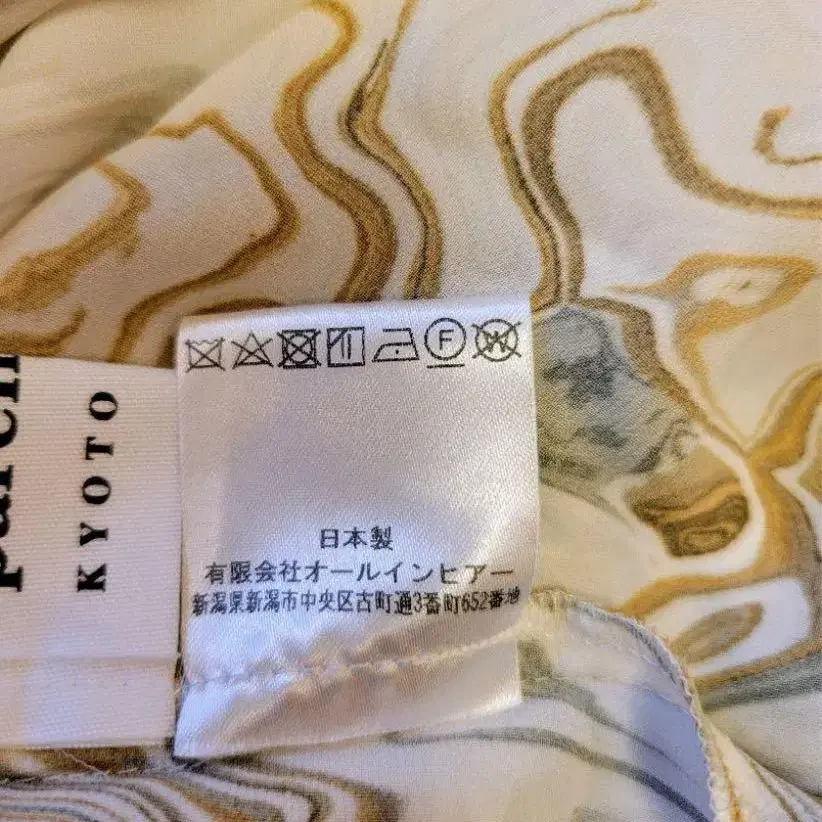 F W
日本製
有限会社オールインヒアー
新潟県新潟市中央区古町通3番町652番地
KYOTO